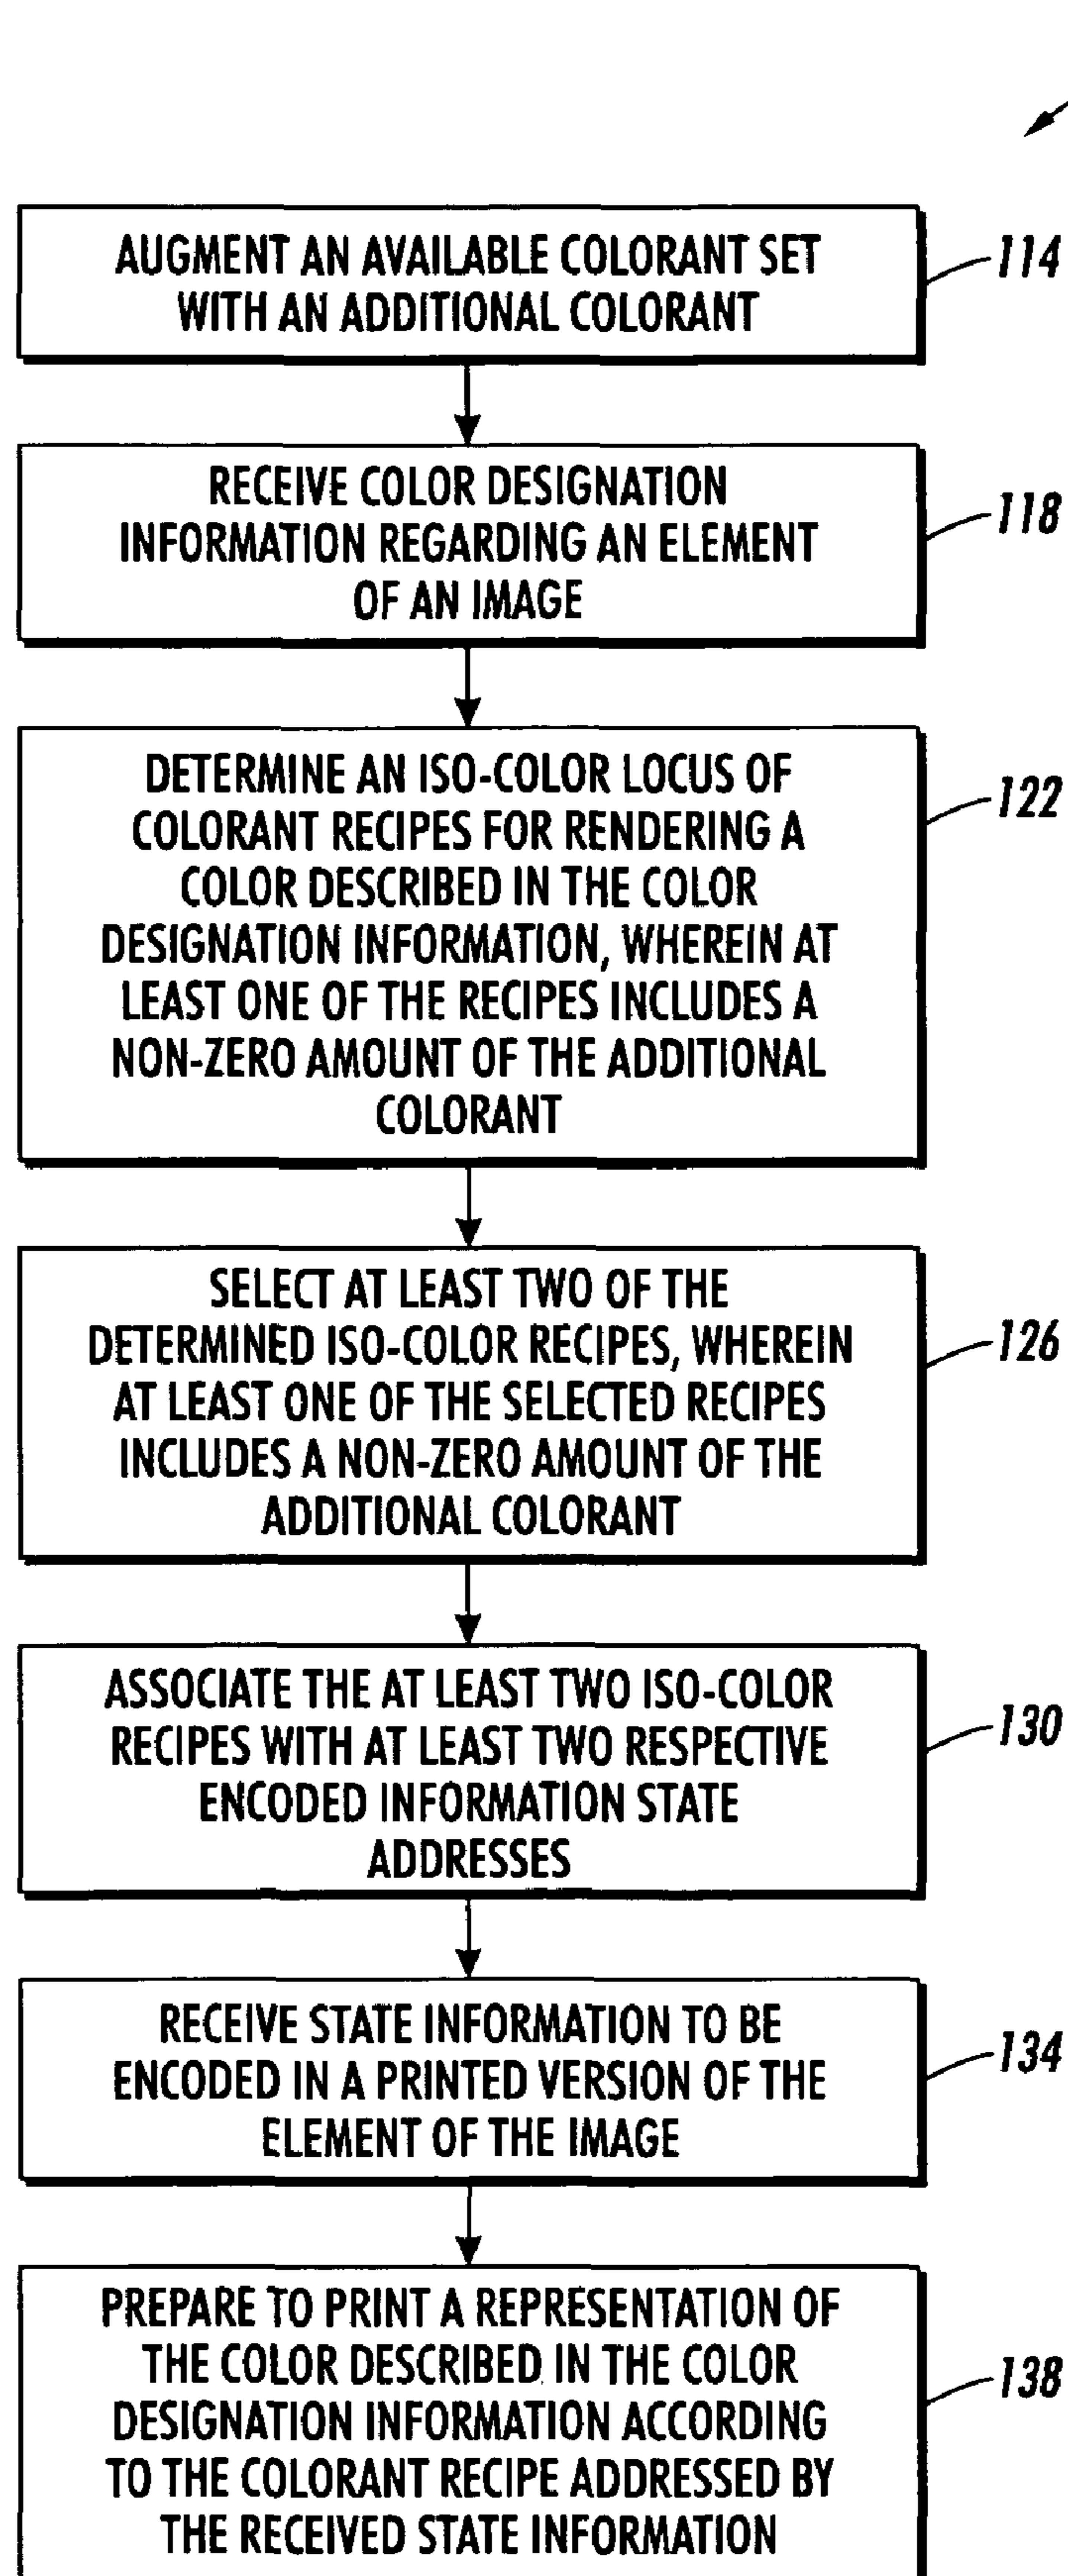 AUGMENT AN AVAILABLE COLORANT SET
WITH AN ADDITIONAL COLORANT
114
RECEIVE COLOR DESIGNATION
INFORMATION REGARDING AN ELEMENT
OF AN IMAGE
118
DETERMINE AN ISO-COLOR LOCUS OF
COLORANT RECIPES FOR RENDERING A
COLOR DESCRIBED IN THE COLOR
DESIGNATION INFORMATION, WHEREIN AT
LEAST ONE OF THE RECIPES INCLUDES A
NON-ZERO AMOUNT OF THE ADDITIONAL
COLORANT
122
SELECT AT LEAST TWO OF THE
DETERMINED ISO-COLOR RECIPES, WHEREIN
AT LEAST ONE OF THE SELECTED RECIPES
INCLUDES A NON-ZERO AMOUNT OF THE
ADDITIONAL COLORANT
126
ASSOCIATE THE AT LEAST TWO ISO-COLOR
RECIPES WITH AT LEAST TWO RESPECTIVE
ENCODED INFORMATION STATE
ADDRESSES
130
RECEIVE STATE INFORMATION TO BE
ENCODED IN A PRINTED VERSION OF THE
ELEMENT OF THE IMAGE
134
PREPARE TO PRINT A REPRESENTATION OF
THE COLOR DESCRIBED IN THE COLOR
DESIGNATION INFORMATION ACCORDING
TO THE COLORANT RECIPE ADDRESSED BY
THE RECEIVED STATE INFORMATION
138